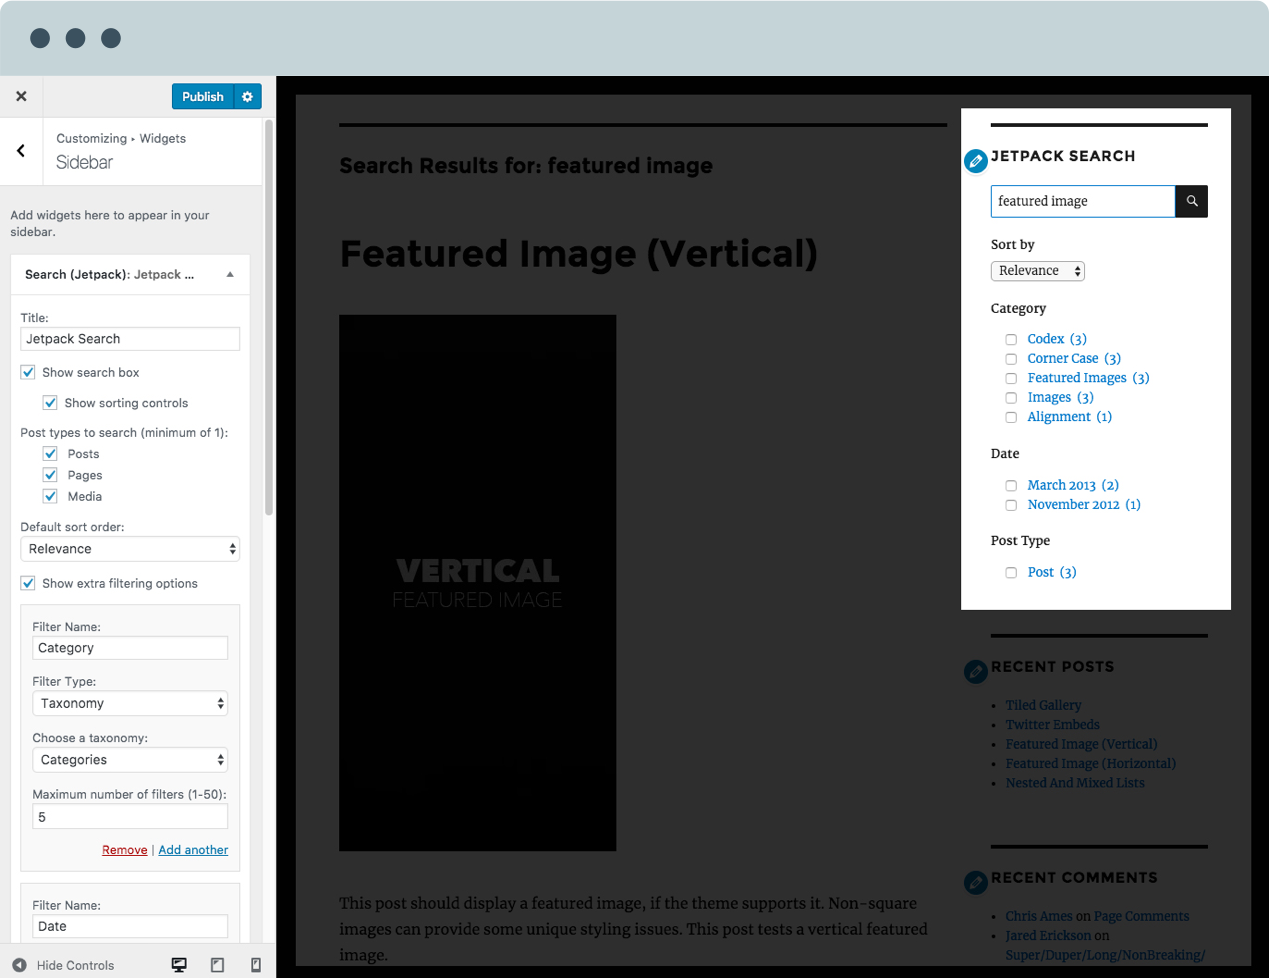 Publish
Customizing ▸ Widgets
Sidebar
Add widgets here to appear in your
sidebar.
Search (Jetpack): Jetpack ...
Title:
Jetpack Search
Show search box
Show sorting controls
Post types to search (minimum of 1):
Posts
Pages
Media
Default sort order:
Relevance
Show extra filtering options
Filter Name:
Category
Filter Type:
Taxonomy
Choose a taxonomy:
Categories
Maximum number of filters (1-50):
5
Remove | Add another
Filter Name:
Date
Hide Controls
Search Results for: featured image
Featured Image (Vertical)
VERTICAL
FEATURED IMAGE
This post should display a featured image, if the theme supports it. Non-square
images can provide some unique styling issues. This post tests a vertical featured
image.
JETPACK SEARCH
featured image
Sort by
Relevance
Category
Codex (3)
Corner Case (3)
Featured Images (3)
Images (3)
Alignment (1)
Date
March 2013 (2)
November 2012 (1)
Post Type
Post (3)
RECENT POSTS
Tiled Gallery
Twitter Embeds
Featured Image (Vertical)
Featured Image (Horizontal)
Nested And Mixed Lists
RECENT COMMENTS
Chris Ames on Page Comments
Jared Erickson on
Super/Duper/Long/NonBreaking/